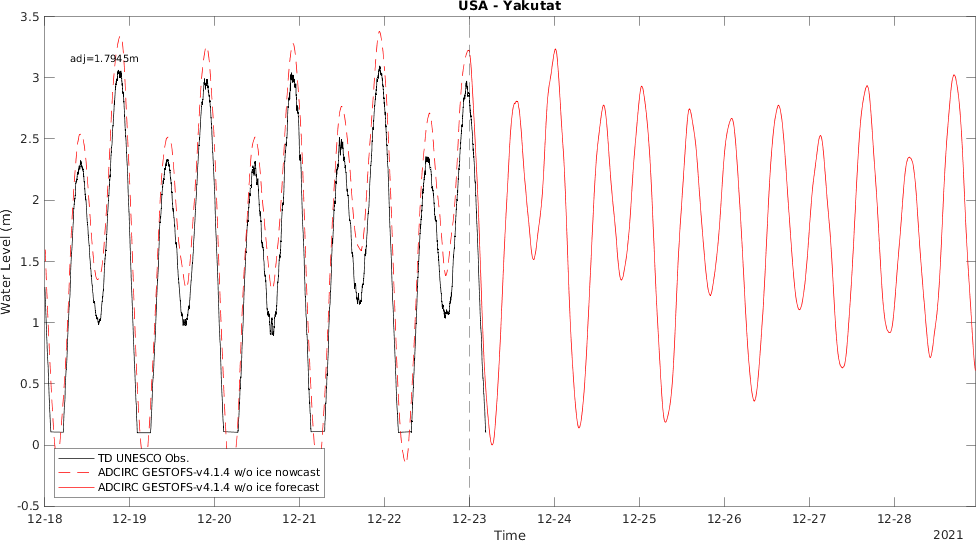 USA - Yakutat
adj=1.7945m
3.5
3
2.5
2
1.5
1
0.5
0
-0.5
Water Level (m)
TD UNESCO Obs.
ADCIRC GESTOFS-v4.1.4 w/o ice nowcast
ADCIRC GESTOFS-v4.1.4 w/o ice forecast
12-18 12-19 12-20 12-21 12-22 12-23 12-24 12-25 12-26 12-27 12-28
Time
2021